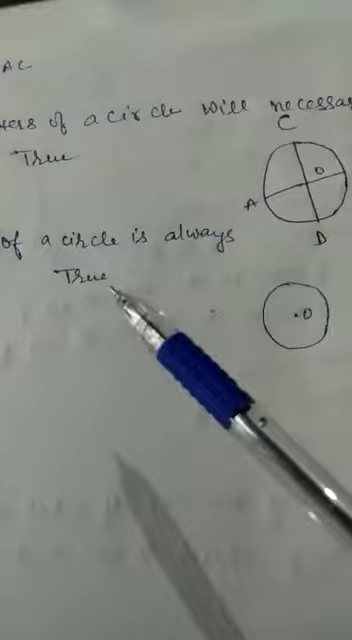 AC
ters of a circle will necessar
True
C
O
A
D
of a circle is always
True
.O